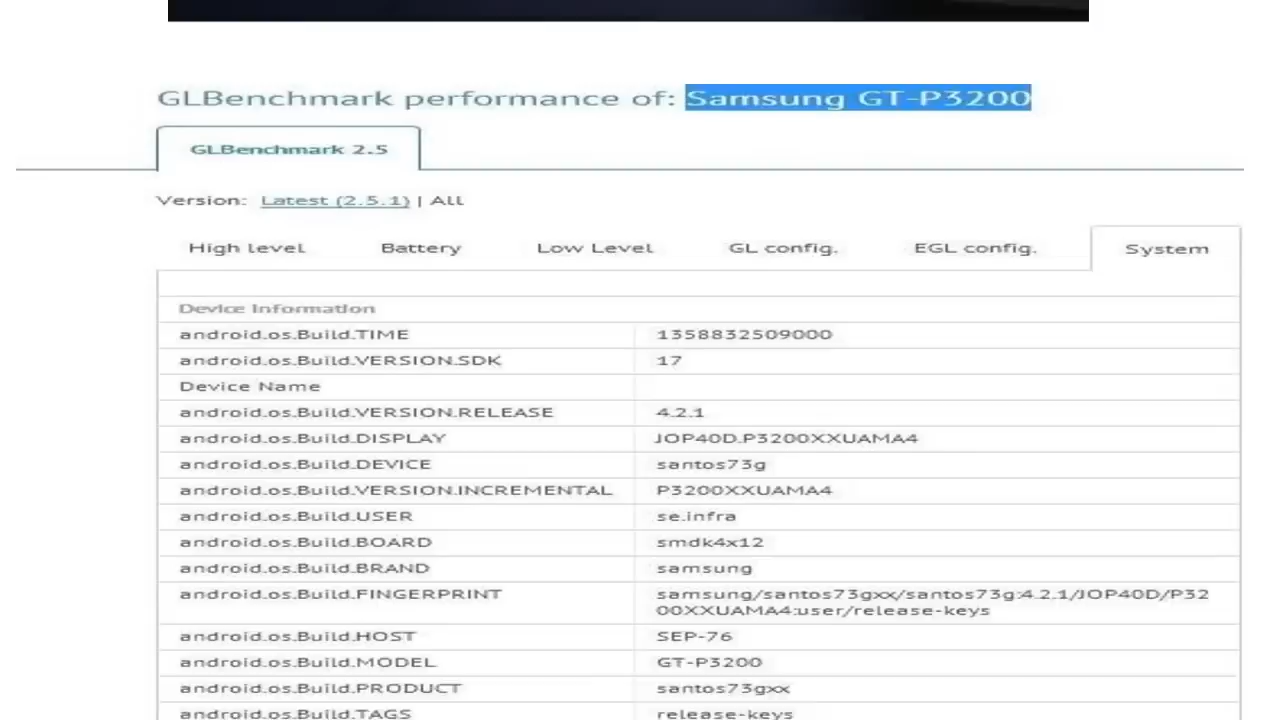 GLBenchmark performance of: Samsung GT-P3200
GLBenchmark 2.5
Version: Latest (2.5.1) | All
High level Battery Low Level GL config. EGL config. System
Device Information
android.os.Build.TIME 1358832509000
android.os.Build.VERSION.SDK 17
Device Name
android.os.Build.VERSION.RELEASE 4.2.1
android.os.Build.DISPLAY JOP40D.P3200XXUAMA4
android.os.Build.DEVICE santos73g
android.os.Build.VERSION.INCREMENTAL P3200XXUAMA4
android.os.Build.USER se.infra
android.os.Build.BOARD smdk4x12
android.os.Build.BRAND samsung
android.os.Build.FINGERPRINT samsung/santos73gxx/santos73g:4.2.1/JOP40D/P32
00XXUAMA4:user/release-keys
android.os.Build.HOST SEP-76
android.os.Build.MODEL GT-P3200
android.os.Build.PRODUCT santos73gxx
android.os.Build.TAGS release-keys